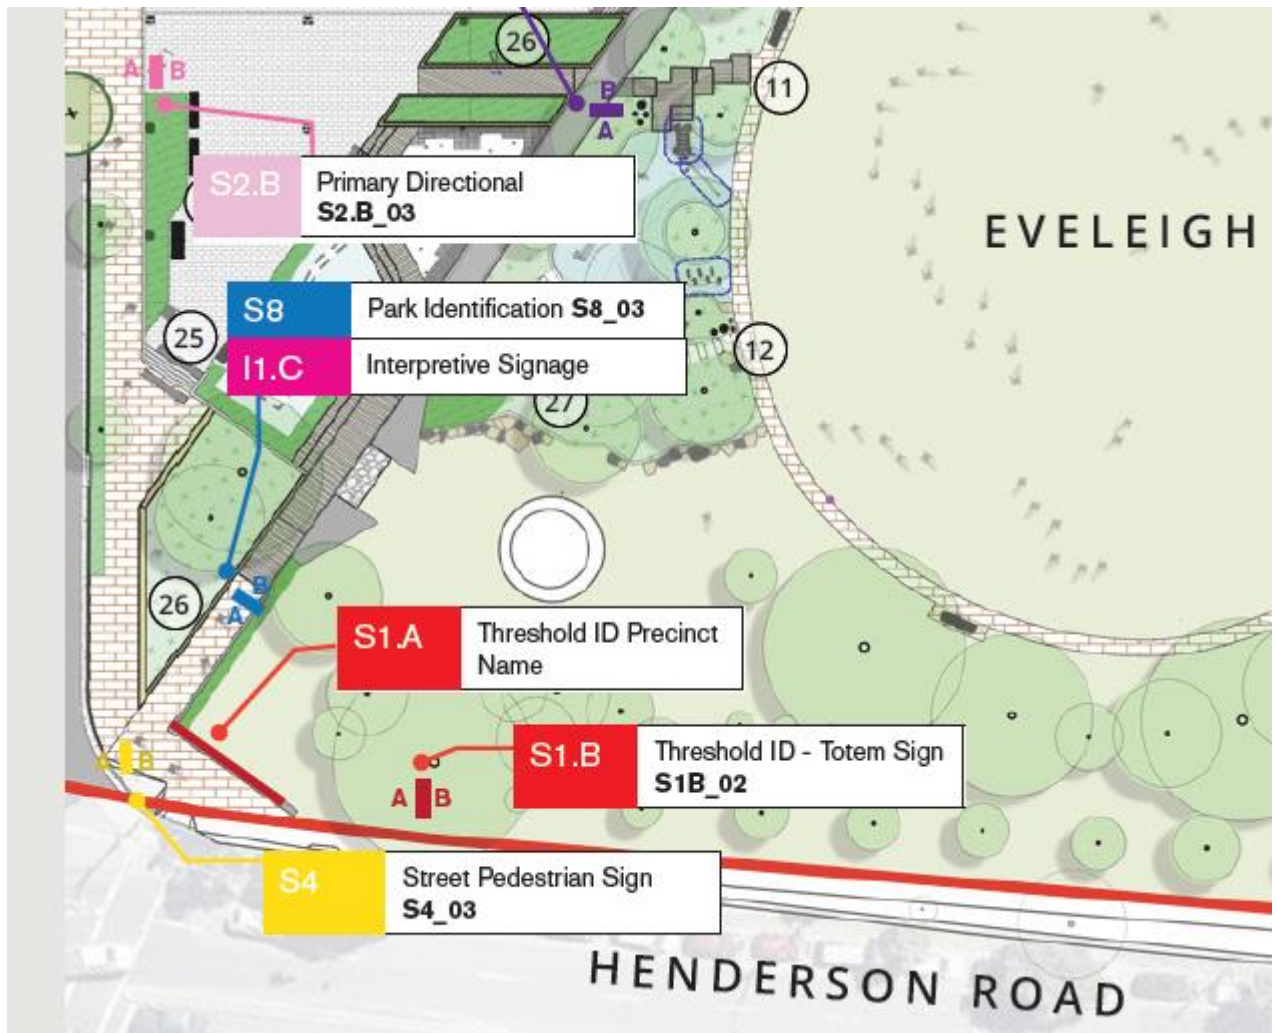 26
11
A B
B
A
S2.B
Primary Directional
S2.B_03
EVELEIGH
S8
Park Identification S8_03
I1.C
Interpretive Signage
25
12
27
B
A
26
S1.A
Threshold ID Precinct
Name
S1.B
Threshold ID - Totem Sign
S1B_02
A B
A B
S4
Street Pedestrian Sign
S4_03
HENDERSON ROAD